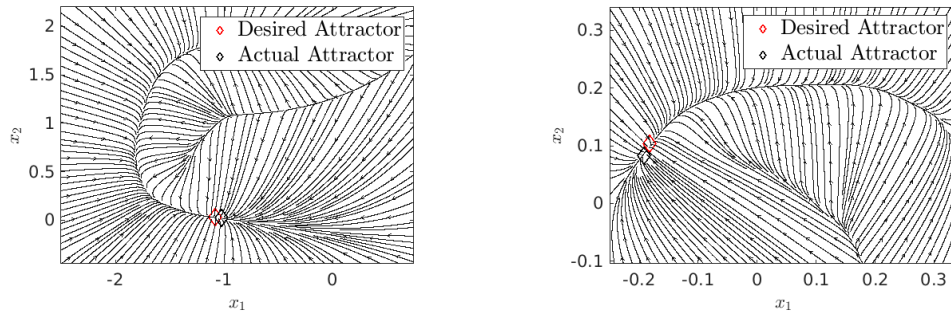 Desired Attractor
Actual Attractor
2
1.5
1
0.5
0
x₂
-2
-1
0
x₁
Desired Attractor
Actual Attractor
0.3
0.2
0.1
0
-0.1
x₂
-0.2
-0.1
0
0.1
0.2
0.3
x₁